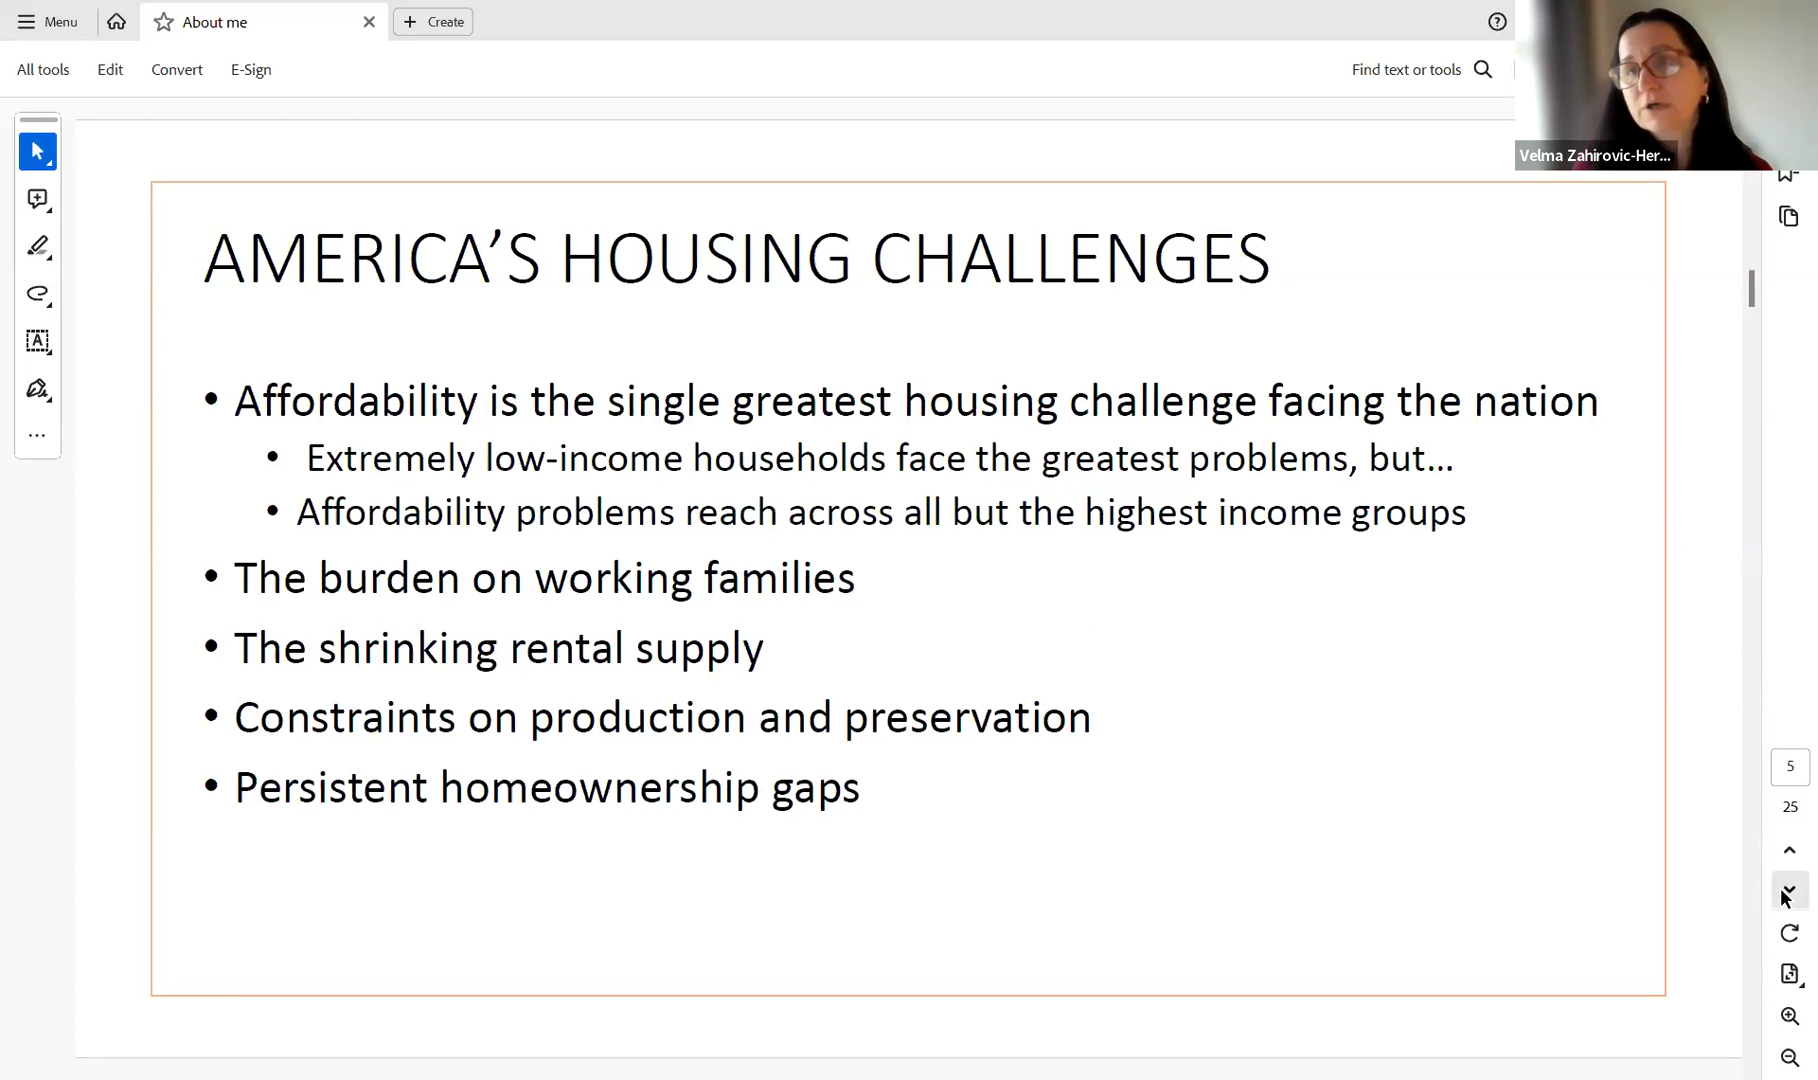 Menu
About me
Create
All tools
Edit
Convert
E-Sign
Find text or tools
Velma Zahirovic-Her...
AMERICA’S HOUSING CHALLENGES
• Affordability is the single greatest housing challenge facing the nation
• Extremely low-income households face the greatest problems, but...
• Affordability problems reach across all but the highest income groups
• The burden on working families
• The shrinking rental supply
• Constraints on production and preservation
• Persistent homeownership gaps
5
25